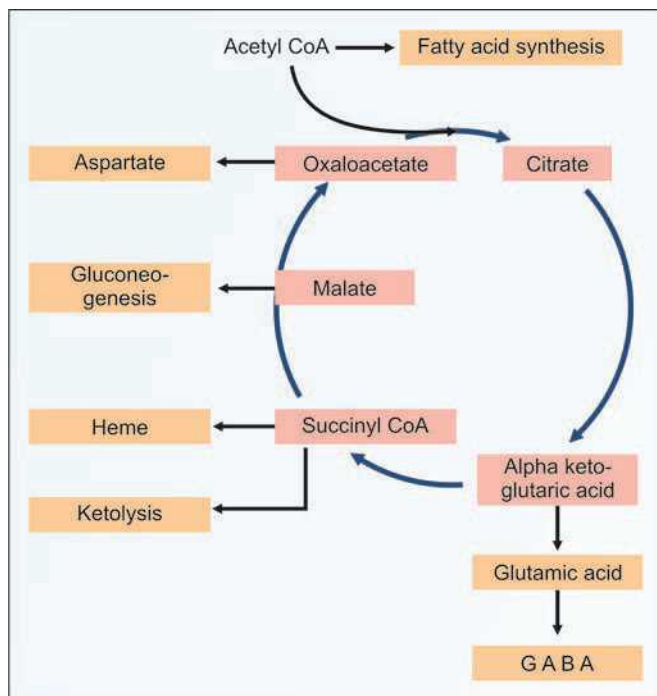 Acetyl CoA
Fatty acid synthesis
Aspartate
Oxaloacetate
Citrate
Gluconeo-
genesis
Malate
Heme
Succinyl CoA
Alpha keto-
glutaric acid
Ketolysis
Glutamic acid
G A B A